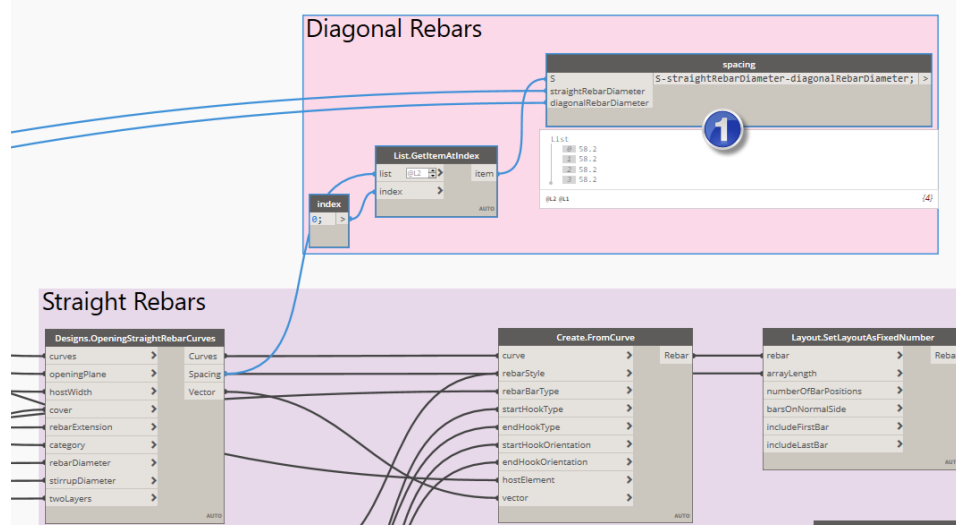 Diagonal Rebars
spacing
S S-straightRebarDiameter-diagonalRebarDiameter; >
straightRebarDiameter
diagonalRebarDiameter
1
List
0 58.2
1 58.2
2 58.2
3 58.2
@L2 @L1 {4}
List.GetItemAtIndex
list @L2 > item
index >
AUTO
index
0; >
Straight Rebars
Designs.OpeningStraightRebarCurves
curves > Curves
openingPlane > Spacing
hostWidth > Vector
cover >
rebarExtension >
category >
rebarDiameter >
stirrupDiameter >
twoLayers >
AUTO
Create.FromCurve
curve > Rebar
rebarStyle >
rebarBarType >
startHookType >
endHookType >
startHookOrientation >
endHookOrientation >
hostElement >
vector >
AUTO
Layout.SetLayoutAsFixedNumber
rebar > Reba
arrayLength >
numberOfBarPositions >
barsOnNormalSide >
includeFirstBar >
includeLastBar >
AUT